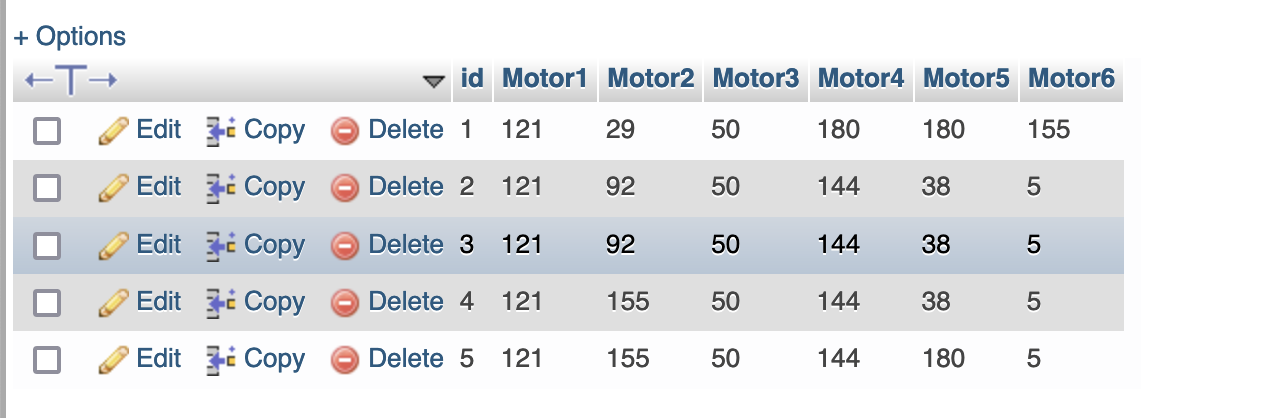 + Options
←T→ id Motor1 Motor2 Motor3 Motor4 Motor5 Motor6
Edit Copy Delete 1 121 29 50 180 180 155
Edit Copy Delete 2 121 92 50 144 38 5
Edit Copy Delete 3 121 92 50 144 38 5
Edit Copy Delete 4 121 155 50 144 38 5
Edit Copy Delete 5 121 155 50 144 180 5